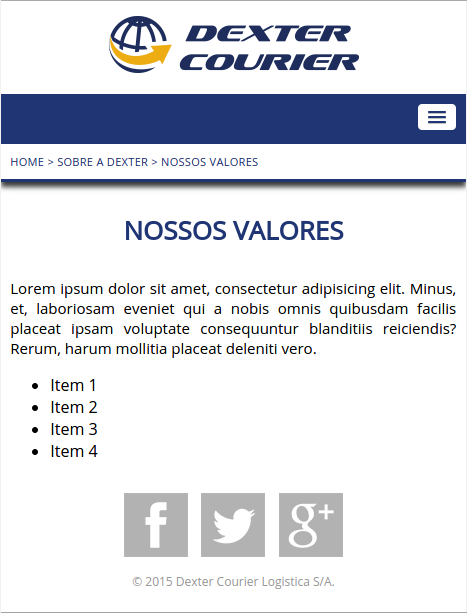 DEXTER
COURIER
HOME > SOBRE A DEXTER > NOSSOS VALORES
NOSSOS VALORES
Lorem ipsum dolor sit amet, consectetur adipisicing elit. Minus,
et, laboriosam eveniet qui a nobis omnis quibusdam facilis
placeat ipsam voluptate consequuntur blanditiis reiciendis?
Rerum, harum mollitia placeat deleniti vero.
• Item 1
• Item 2
• Item 3
• Item 4
f g+
© 2015 Dexter Courier Logistica S/A.